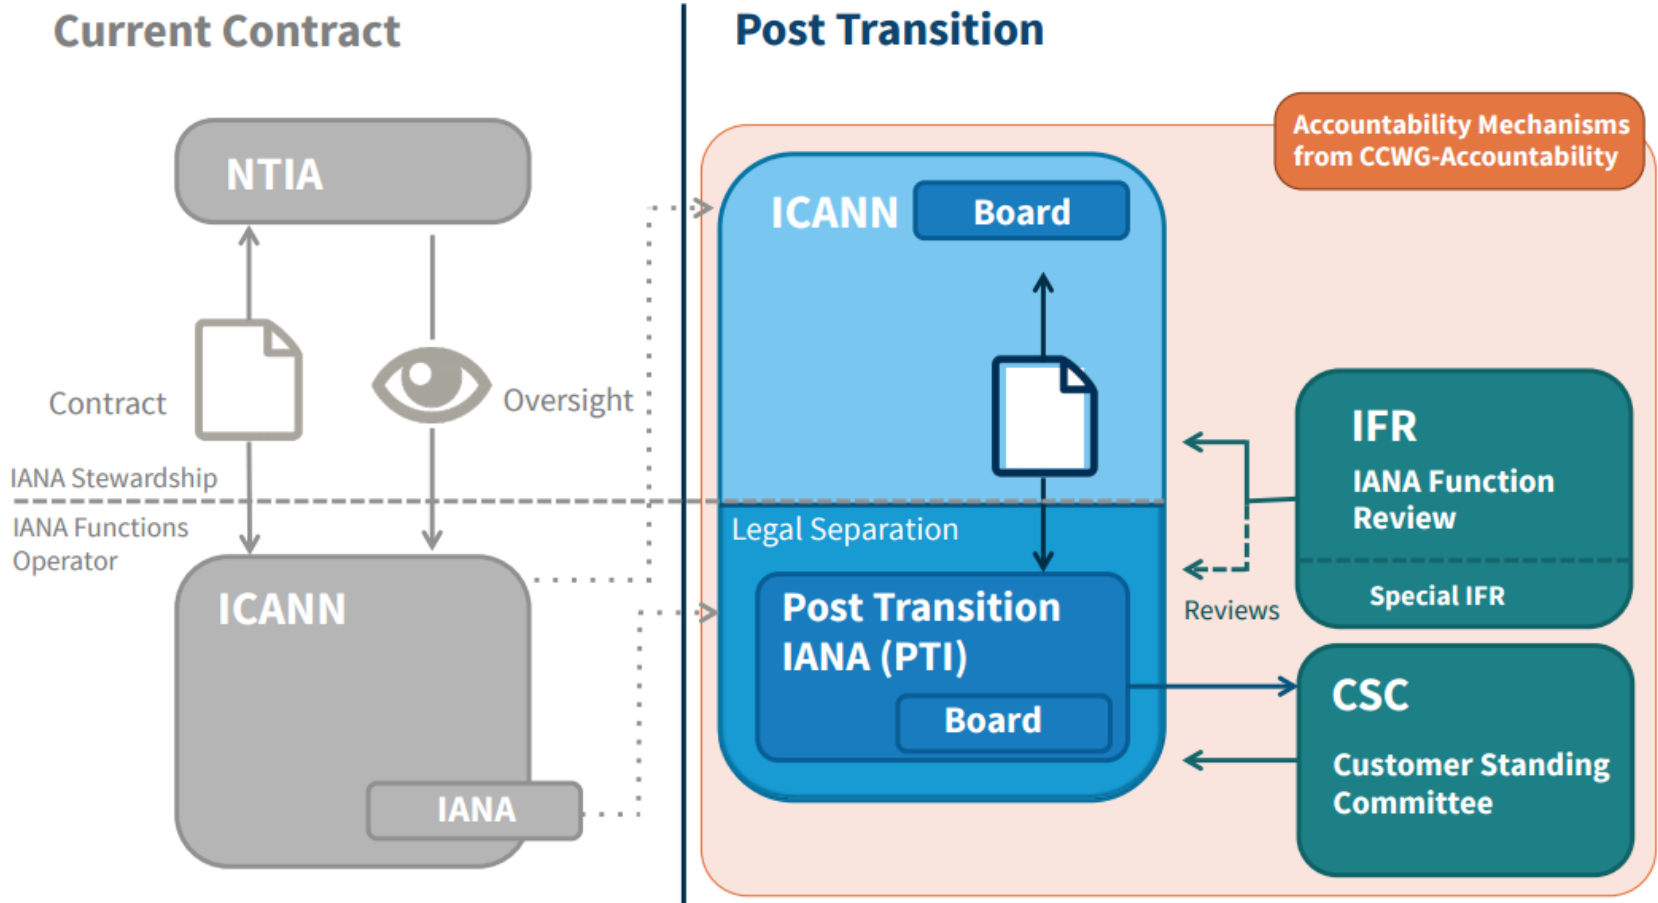 Current Contract
NTIA
Contract
Oversight
IANA Stewardship
IANA Functions
Operator
ICANN
IANA
Post Transition
Accountability Mechanisms
from CCWG-Accountability
ICANN
Board
Legal Separation
Post Transition
IANA (PTI)
Board
IFR
IANA Function
Review
Special IFR
Reviews
CSC
Customer Standing
Committee